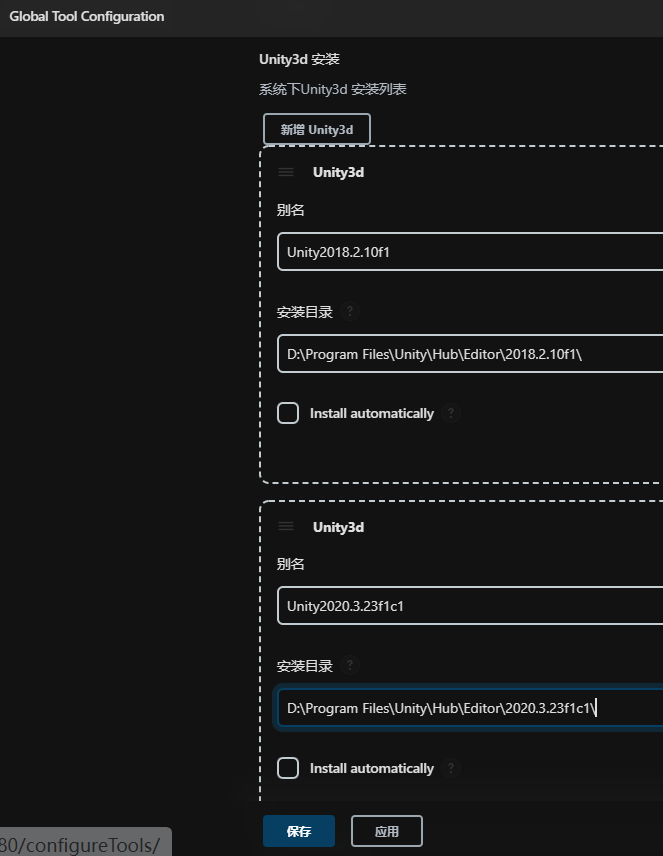 Global Tool Configuration
Unity3d 安装
系统下Unity3d 安装列表
新增 Unity3d
Unity3d
别名
Unity2018.2.10f1
安装目录 ?
D:\Program Files\Unity\Hub\Editor\2018.2.10f1\
Install automatically ?
Unity3d
别名
Unity2020.3.23f1c1
安装目录 ?
D:\Program Files\Unity\Hub\Editor\2020.3.23f1c1\
Install automatically ?
保存 应用
80/configureTools/